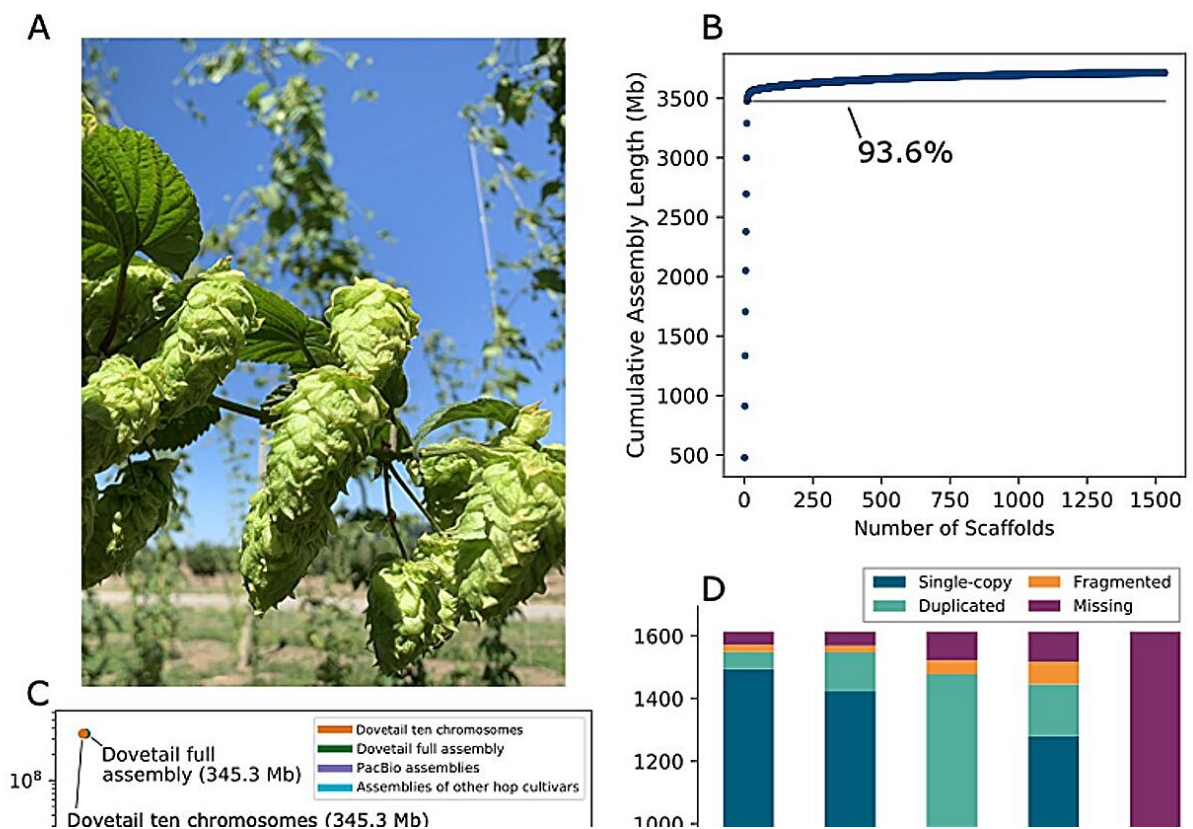 A
B
Cumulative Assembly Length (Mb)
3500
3000
2500
2000
1500
1000
500
93.6%
0 250 500 750 1000 1250 1500
Number of Scaffolds
C
10⁸
Dovetail full
assembly (345.3 Mb)
Dovetail ten chromosomes (345.3 Mb)
Dovetail ten chromosomes
Dovetail full assembly
PacBio assemblies
Assemblies of other hop cultivars
D
Single-copy Fragmented
Duplicated Missing
1600
1400
1200
1000